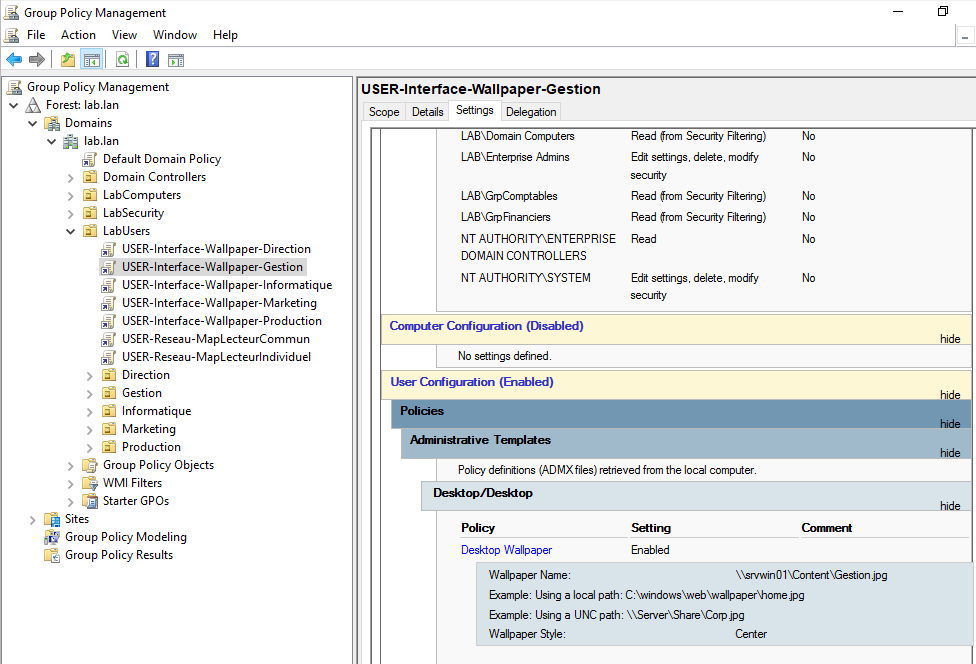 Group Policy Management
File Action View Window Help
Group Policy Management
Forest: lab.lan
Domains
lab.lan
Default Domain Policy
Domain Controllers
LabComputers
LabSecurity
LabUsers
USER-Interface-Wallpaper-Direction
USER-Interface-Wallpaper-Gestion
USER-Interface-Wallpaper-Informatique
USER-Interface-Wallpaper-Marketing
USER-Interface-Wallpaper-Production
USER-Reseau-MapLecteurCommun
USER-Reseau-MapLecteurIndividuel
Direction
Gestion
Informatique
Marketing
Production
Group Policy Objects
WMI Filters
Starter GPOs
Sites
Group Policy Modeling
Group Policy Results
USER-Interface-Wallpaper-Gestion
Scope Details Settings Delegation
LAB\Domain Computers Read (from Security Filtering) No
LAB\Enterprise Admins Edit settings, delete, modify No
security
LAB\GrpComptables Read (from Security Filtering) No
LAB\GrpFinanciers Read (from Security Filtering) No
NT AUTHORITY\ENTERPRISE Read No
DOMAIN CONTROLLERS
NT AUTHORITY\SYSTEM Edit settings, delete, modify No
security
Computer Configuration (Disabled)
hide
No settings defined.
User Configuration (Enabled)
hide
Policies
hide
Administrative Templates
hide
Policy definitions (ADMX files) retrieved from the local computer.
Desktop/Desktop
hide
Policy Setting Comment
Desktop Wallpaper Enabled
Wallpaper Name: \\srvwin01\Content\Gestion.jpg
Example: Using a local path: C:\windows\web\wallpaper\home.jpg
Example: Using a UNC path: \\Server\Share\Corp.jpg
Wallpaper Style: Center